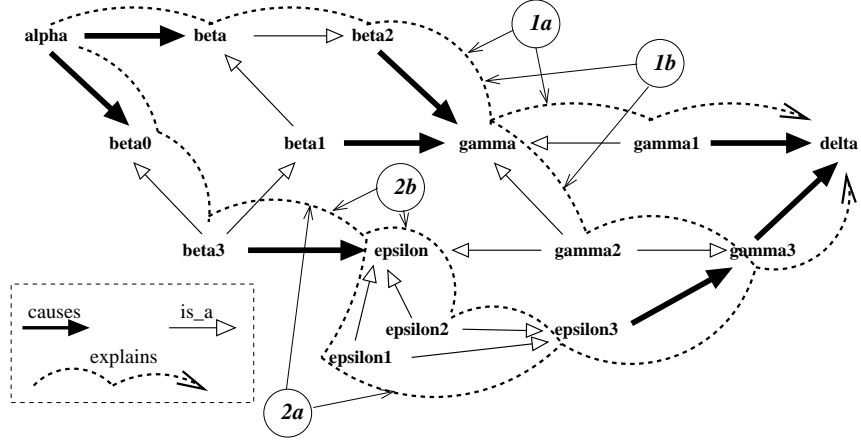 1a
alpha beta beta2
1b
beta0 beta1 gamma gamma1 delta
2b
beta3 epsilon gamma2 gamma3
causes is_a
epsilon2 epsilon3
explains epsilon1
2a